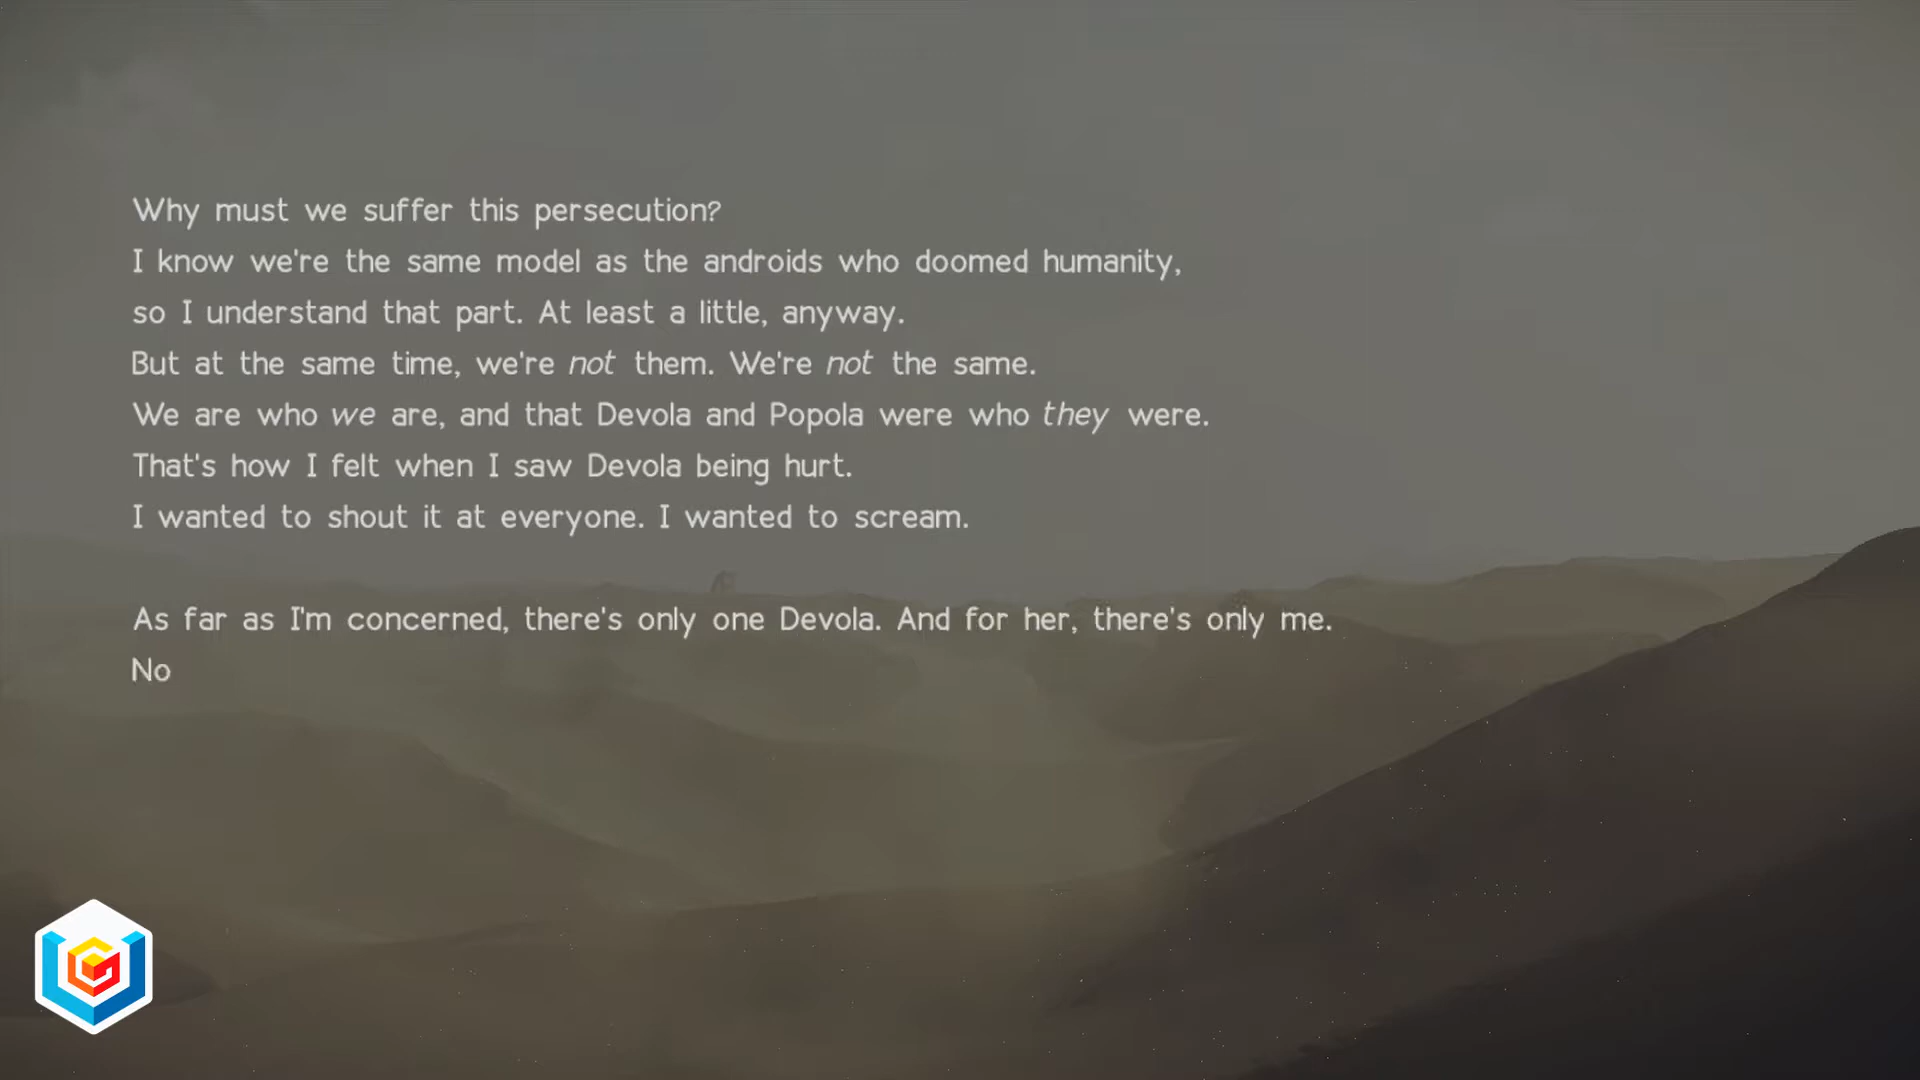 Why must we suffer this persecution?
I know we're the same model as the androids who doomed humanity,
so I understand that part. At least a little, anyway.
But at the same time, we're not them. We're not the same.
We are who we are, and that Devola and Popola were who they were.
That's how I felt when I saw Devola being hurt.
I wanted to shout it at everyone. I wanted to scream.
As far as I'm concerned, there's only one Devola. And for her, there's only me.
No